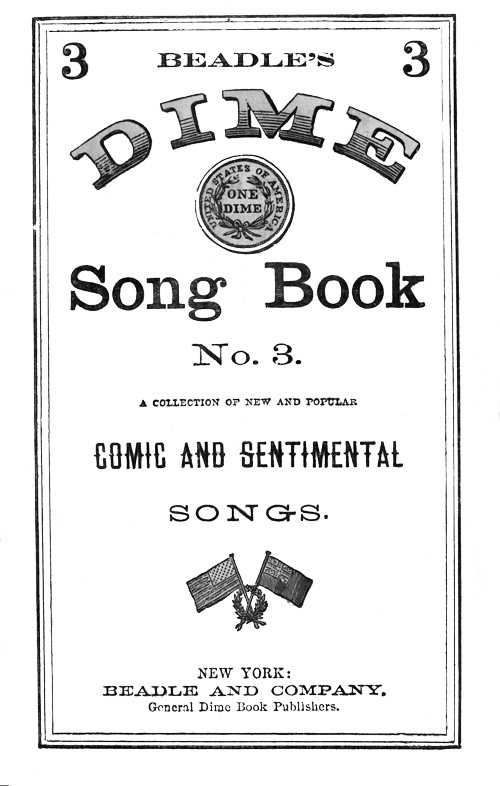 3 BEADLE'S 3
DIME
UNITED STATES OF AMERICA
ONE
DIME
Song Book
No. 3.
A COLLECTION OF NEW AND POPULAR
COMIC AND SENTIMENTAL
SONGS.
NEW YORK:
BEADLE AND COMPANY,
General Dime Book Publishers.